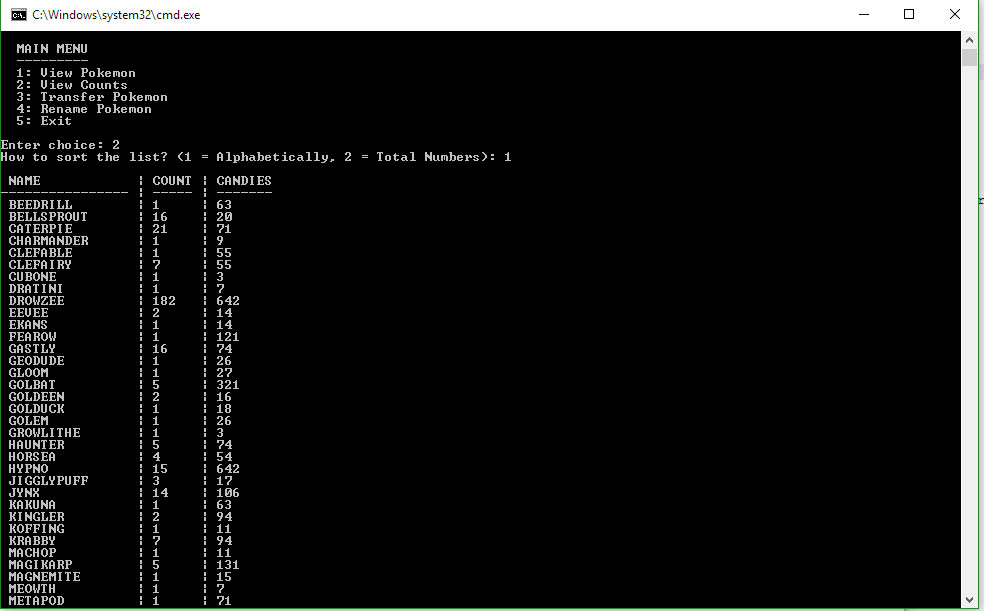 C:\Windows\system32\cmd.exe
MAIN MENU
---------
1: View Pokemon
2: View Counts
3: Transfer Pokemon
4: Rename Pokemon
5: Exit
Enter choice: 2
How to sort the list? (1 = Alphabetically, 2 = Total Numbers): 1
NAME | COUNT | CANDIES
---------------- | ----- | -------
BEEDRILL | 1 | 63
BELLSPROUT | 16 | 20
CATERPIE | 21 | 71
CHARMANDER | 1 | 9
CLEFABLE | 1 | 55
CLEFAIRY | 7 | 55
CUBONE | 1 | 3
DRATINI | 1 | 7
DROWZEE | 182 | 642
EEVEE | 2 | 14
EKANS | 1 | 14
FEAROW | 1 | 121
GASTLY | 16 | 74
GEODUDE | 1 | 26
GLOOM | 1 | 27
GOLBAT | 5 | 321
GOLDEEN | 2 | 16
GOLDUCK | 1 | 18
GOLEM | 1 | 26
GROWLITHE | 1 | 3
HAUNTER | 5 | 74
HORSEA | 4 | 54
HYPNO | 15 | 642
JIGGLYPUFF | 3 | 17
JYNX | 14 | 106
KAKUNA | 1 | 63
KINGLER | 2 | 94
KOFFING | 1 | 11
KRABBY | 7 | 94
MACHOP | 1 | 11
MAGIKARP | 5 | 131
MAGNEMITE | 1 | 15
MEOWTH | 1 | 7
METAPOD | 1 | 71